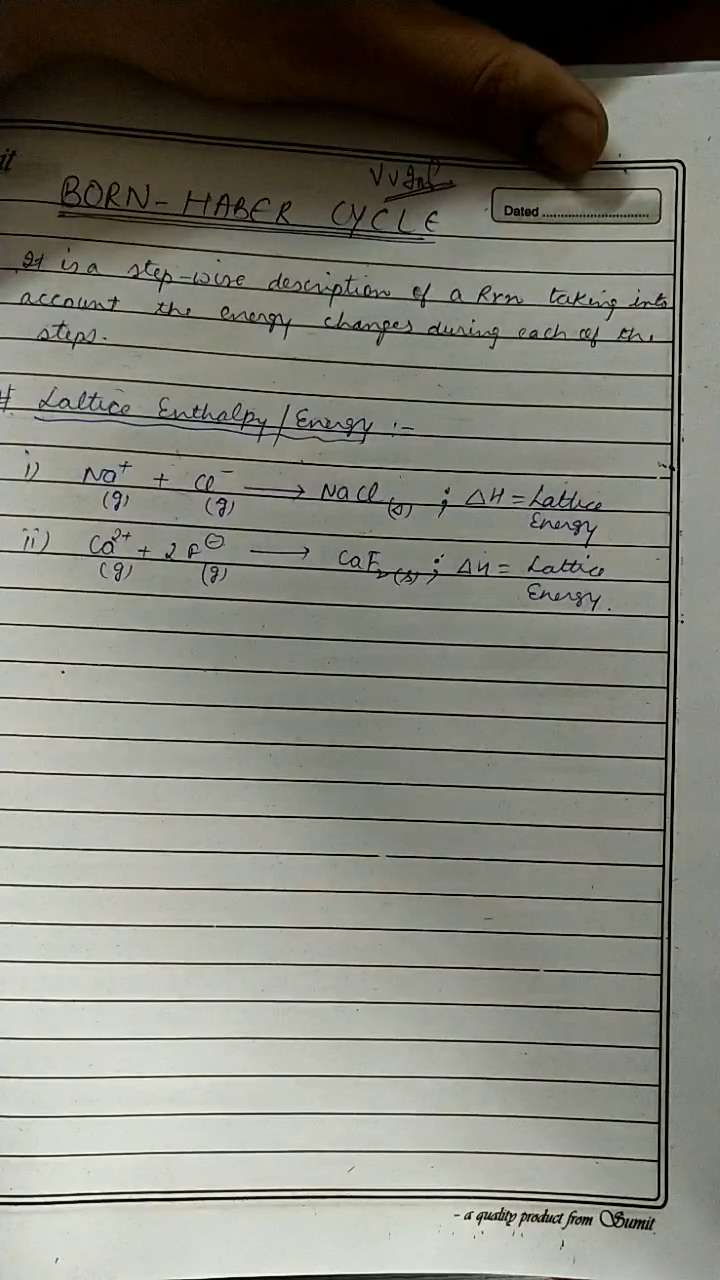 it
V V Imp
BORN-HABER CYCLE
Dated
It is a step-wise description of a Rxn taking into
account the energy changes during each of the
steps.
# Lattice Enthalpy/Energy :-
i) Na⁺(g) + Cl⁻(g) ⟶ NaCl(s) ; ΔH = Lattice
Energy
ii) Ca²⁺(g) + 2F⊖(g) ⟶ CaF₂(s) ; ΔH = Lattice
Energy.
- a quality product from Sumit